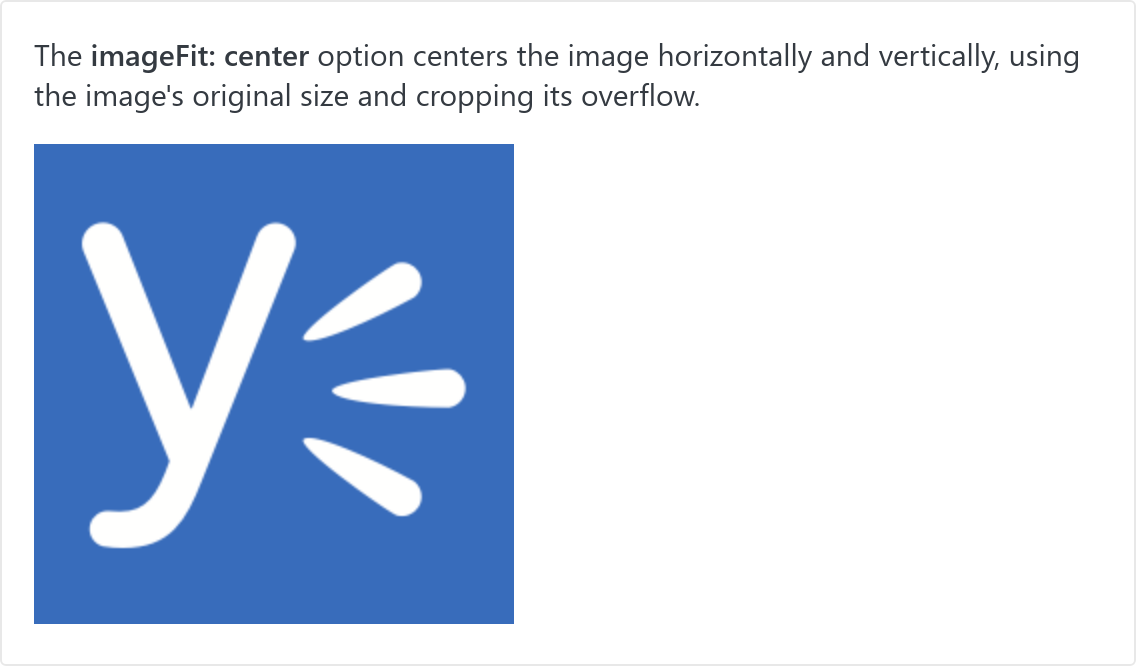 The imageFit: center option centers the image horizontally and vertically, using
the image's original size and cropping its overflow.
y